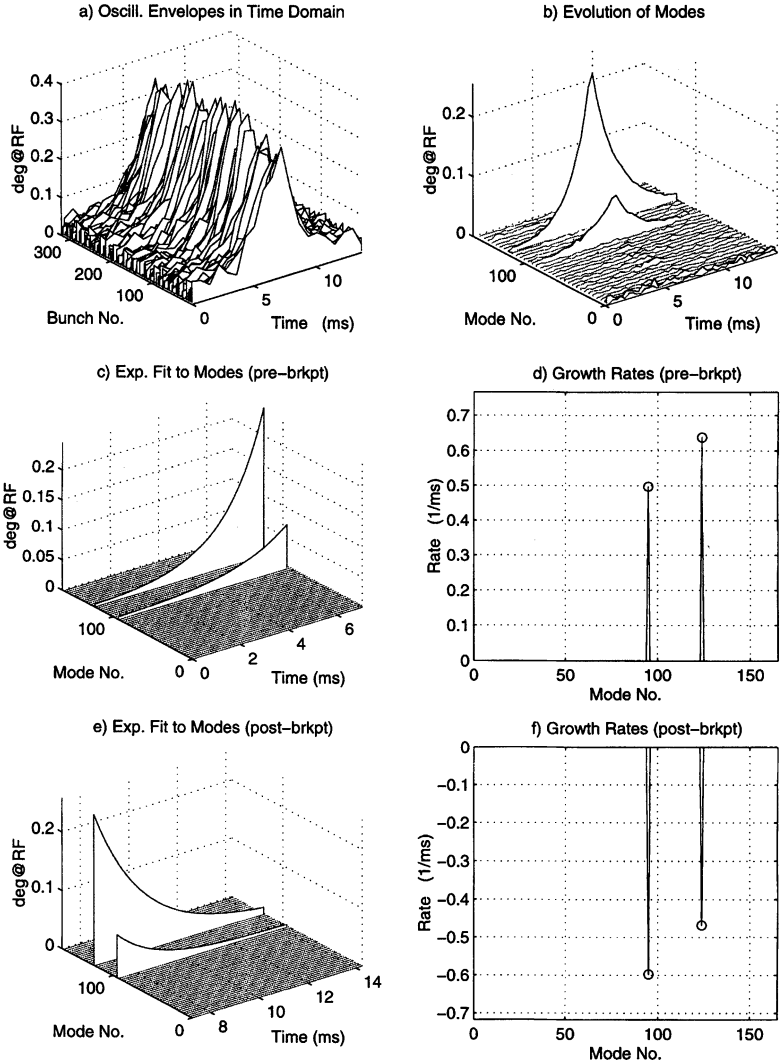 a) Oscill. Envelopes in Time Domain
deg@RF
0.4
0.3
0.2
0.1
0
300
200
100
Bunch No.
0
5
10
Time (ms)
b) Evolution of Modes
deg@RF
0.2
0.1
0
100
Mode No.
0
0
5
10
Time (ms)
c) Exp. Fit to Modes (pre-brkpt)
deg@RF
0.2
0.15
0.1
0.05
0
100
Mode No.
0
0
2
4
6
Time (ms)
d) Growth Rates (pre-brkpt)
Rate (1/ms)
0.7
0.6
0.5
0.4
0.3
0.2
0.1
0
0
50
100
150
Mode No.
e) Exp. Fit to Modes (post-brkpt)
deg@RF
0.2
0.1
0
100
Mode No.
0
8
10
12
14
Time (ms)
f) Growth Rates (post-brkpt)
Rate (1/ms)
0
-0.1
-0.2
-0.3
-0.4
-0.5
-0.6
-0.7
0
50
100
150
Mode No.